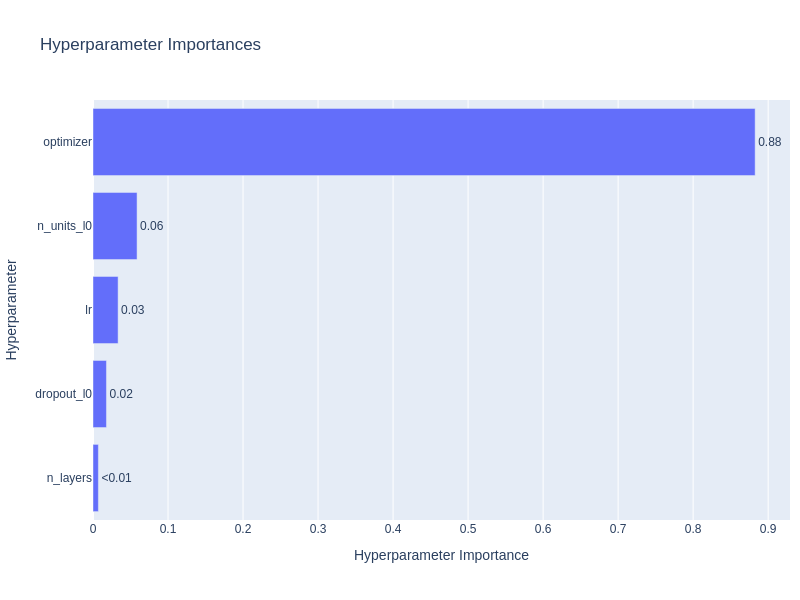 Hyperparameter Importances
optimizer
0.88
n_units_l0
0.06
lr
0.03
dropout_l0
0.02
n_layers
<0.01
0 0.1 0.2 0.3 0.4 0.5 0.6 0.7 0.8 0.9
Hyperparameter Importance
Hyperparameter